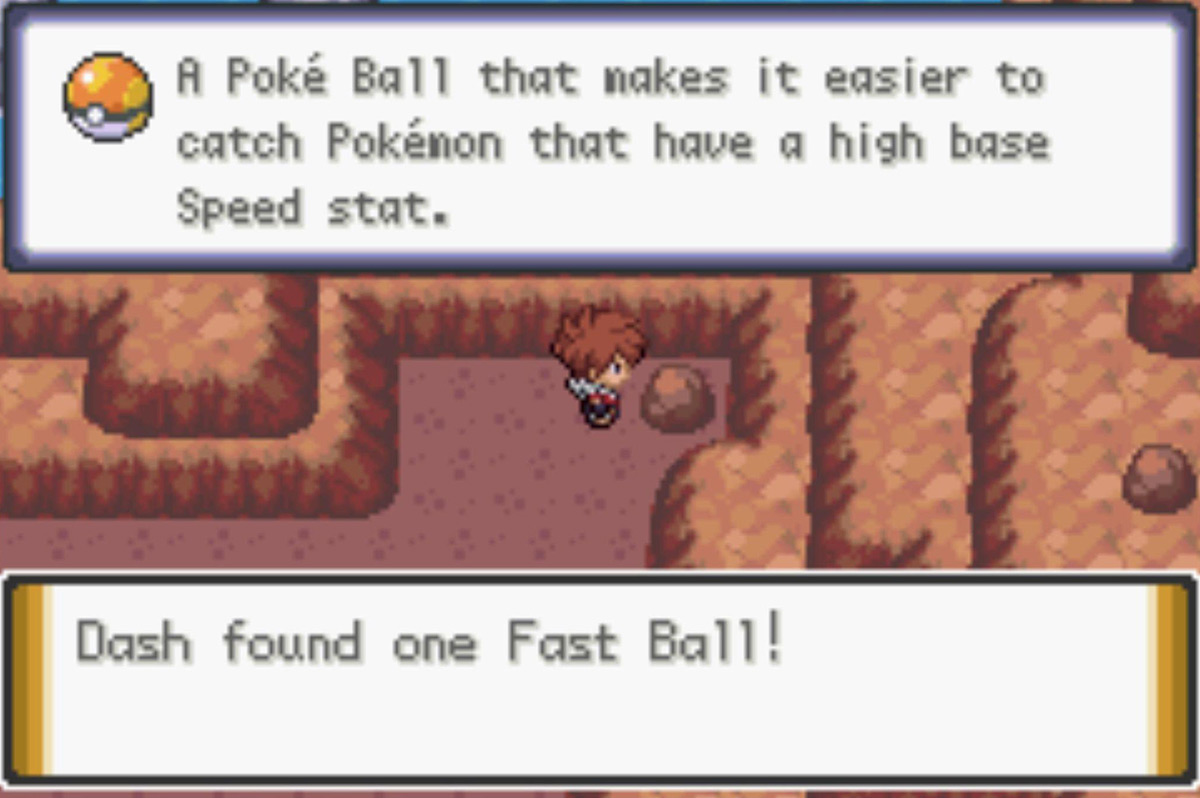 A Poké Ball that makes it easier to
catch Pokémon that have a high base
Speed stat.
Dash found one Fast Ball!